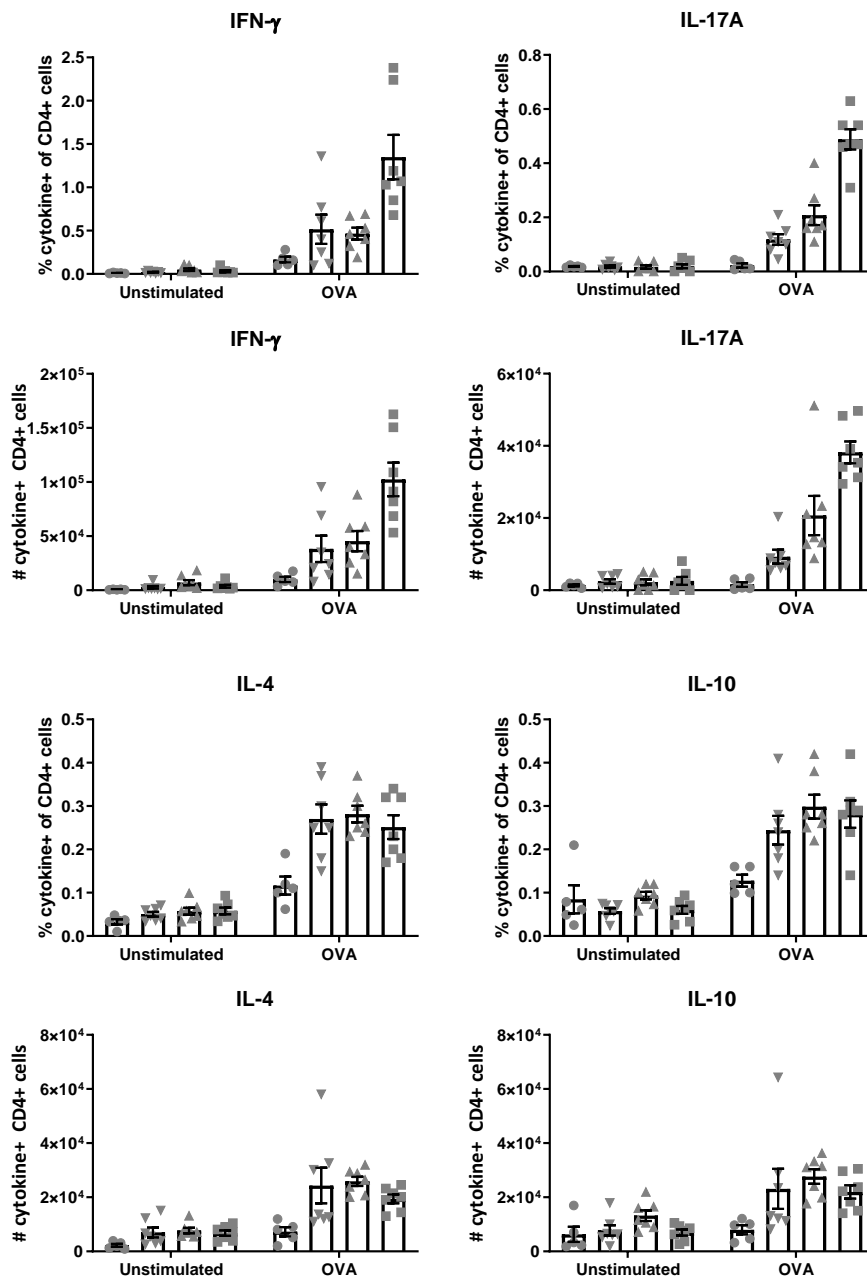 IFN-γ
% cytokine+ of CD4+ cells
2.5
2.0
1.5
1.0
0.5
0.0
Unstimulated OVA
IL-17A
% cytokine+ of CD4+ cells
0.8
0.6
0.4
0.2
0.0
Unstimulated OVA
IFN-γ
# cytokine+ CD4+ cells
2×10⁵
1.5×10⁵
1×10⁵
5×10⁴
0
Unstimulated OVA
IL-17A
# cytokine+ CD4+ cells
6×10⁴
4×10⁴
2×10⁴
0
Unstimulated OVA
IL-4
% cytokine+ of CD4+ cells
0.5
0.4
0.3
0.2
0.1
0.0
Unstimulated OVA
IL-10
% cytokine+ of CD4+ cells
0.5
0.4
0.3
0.2
0.1
0.0
Unstimulated OVA
IL-4
# cytokine+ CD4+ cells
8×10⁴
6×10⁴
4×10⁴
2×10⁴
0
Unstimulated OVA
IL-10
# cytokine+ CD4+ cells
8×10⁴
6×10⁴
4×10⁴
2×10⁴
0
Unstimulated OVA